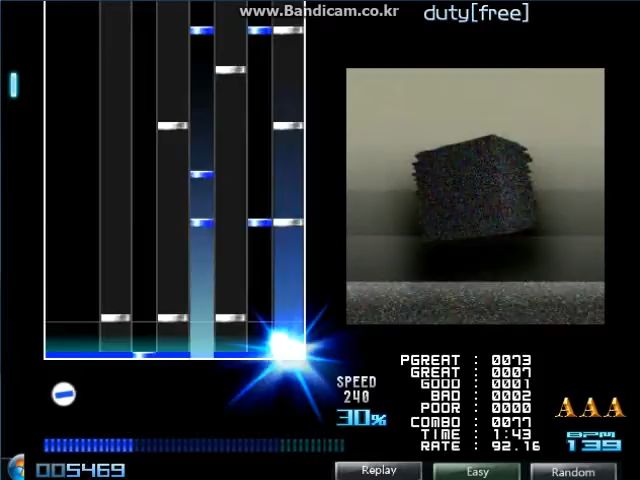 www.Bandicam.co.kr
duty[free]
PGREAT : 0073
GREAT : 0007
GOOD : 0001
BAD : 0002
POOR : 0000
COMBO : 0077
TIME : 1:43
RATE : 92.16
SPEED
240
30%
AAA
BPM
139
005469
Replay
Easy
Random